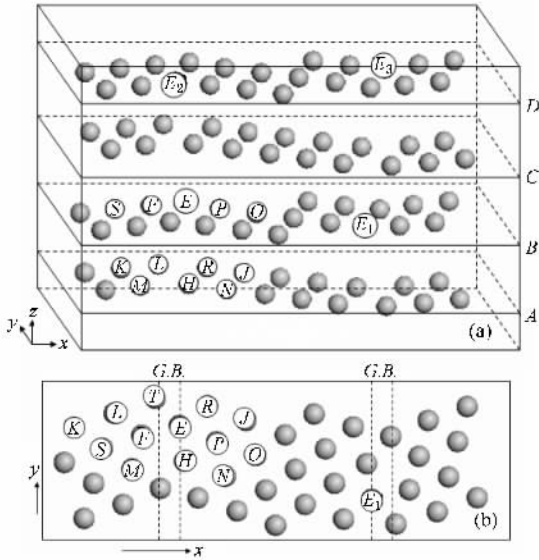 E₂ E₃
D
C
S F E P O E₁
B
K L R J
M H N
A
z
y x (a)
G.B. G.B.
T
K L E R J
S F P O
M H N
E₁
y
x (b)